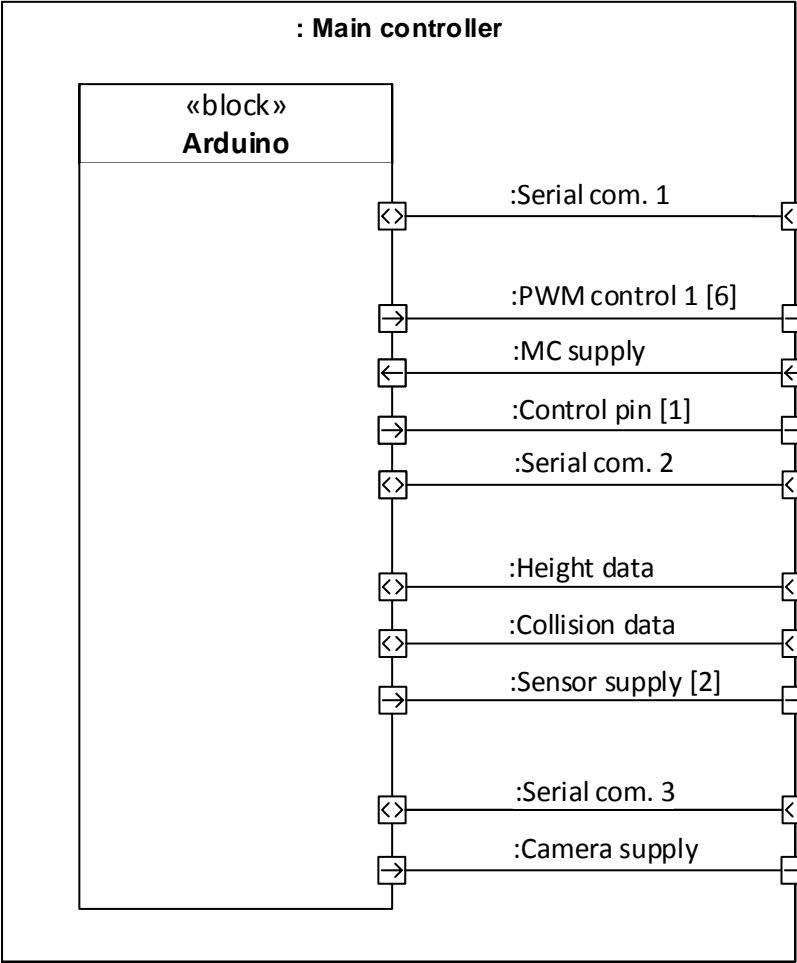 : Main controller
«block»
Arduino
:Serial com. 1
:PWM control 1 [6]
:MC supply
:Control pin [1]
:Serial com. 2
:Height data
:Collision data
:Sensor supply [2]
:Serial com. 3
:Camera supply